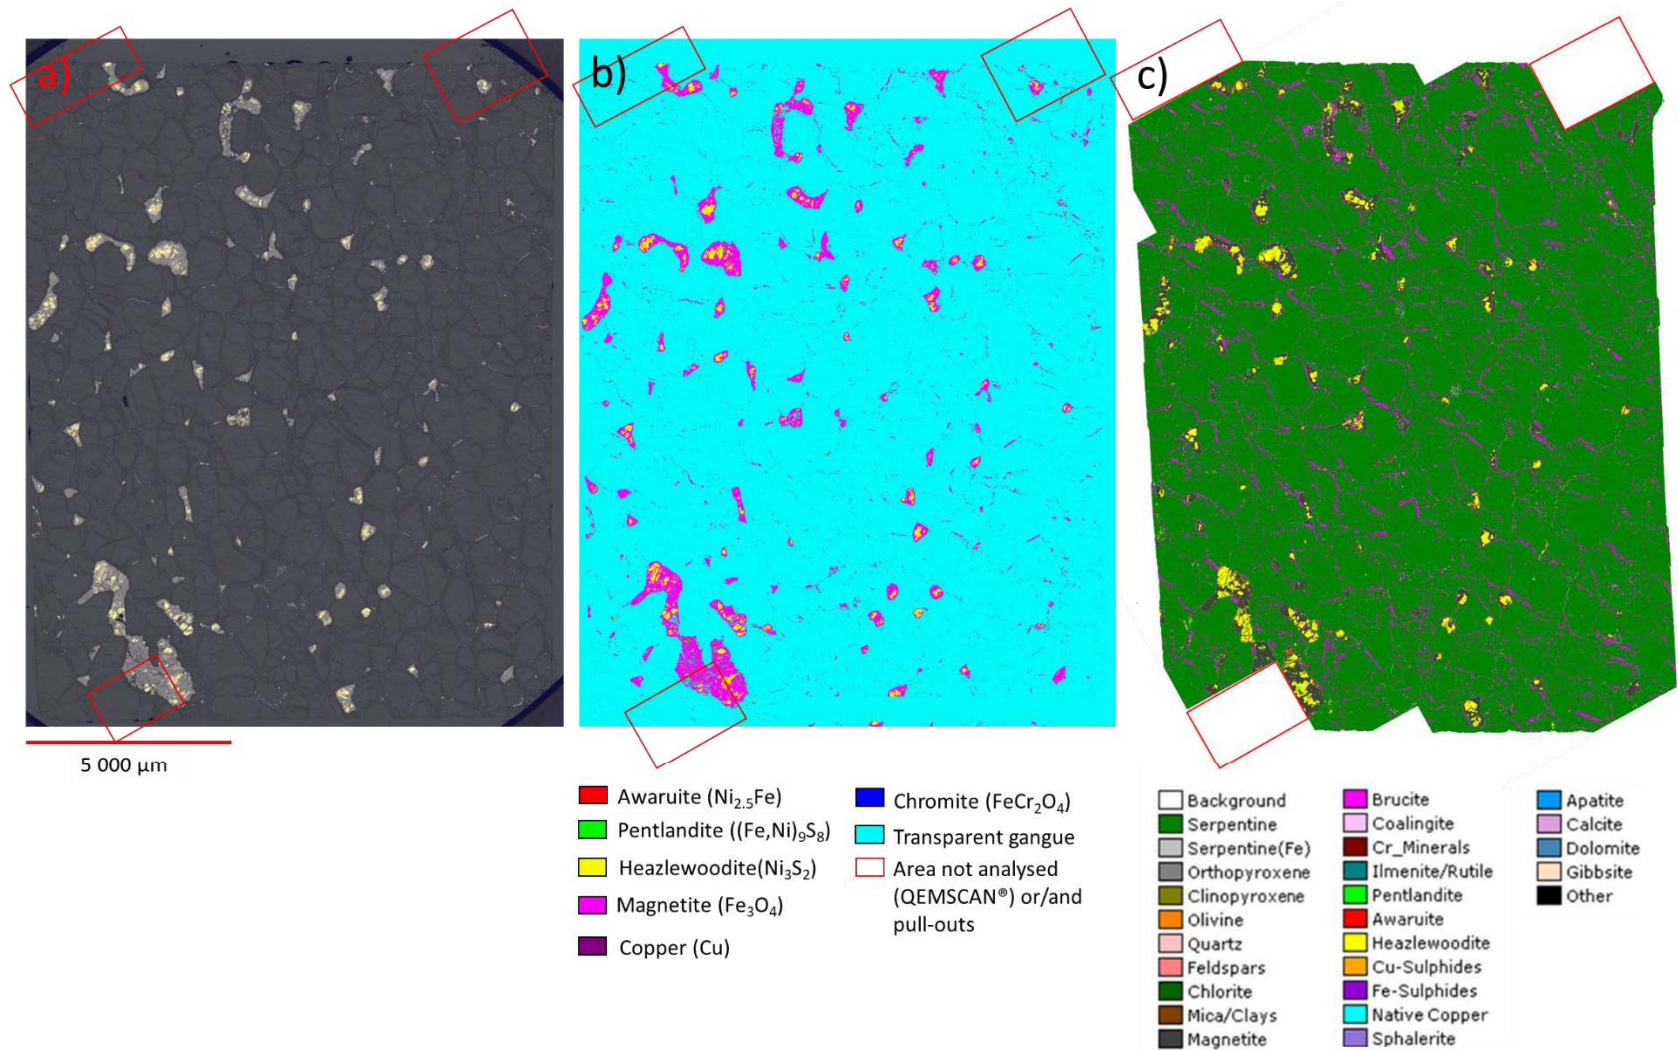 a)
b)
c)
5 000 µm
Awaruite (Ni2.5Fe)
Pentlandite ((Fe,Ni)9S8)
Heazlewoodite(Ni3S2)
Magnetite (Fe3O4)
Copper (Cu)
Chromite (FeCr2O4)
Transparent gangue
Area not analysed
(QEMSCAN®) or/and
pull-outs
Background
Serpentine
Serpentine(Fe)
Orthopyroxene
Clinopyroxene
Olivine
Quartz
Feldspars
Chlorite
Mica/Clays
Magnetite
Brucite
Coalingite
Cr_Minerals
Ilmenite/Rutile
Pentlandite
Awaruite
Heazlewoodite
Cu-Sulphides
Fe-Sulphides
Native Copper
Sphalerite
Apatite
Calcite
Dolomite
Gibbsite
Other